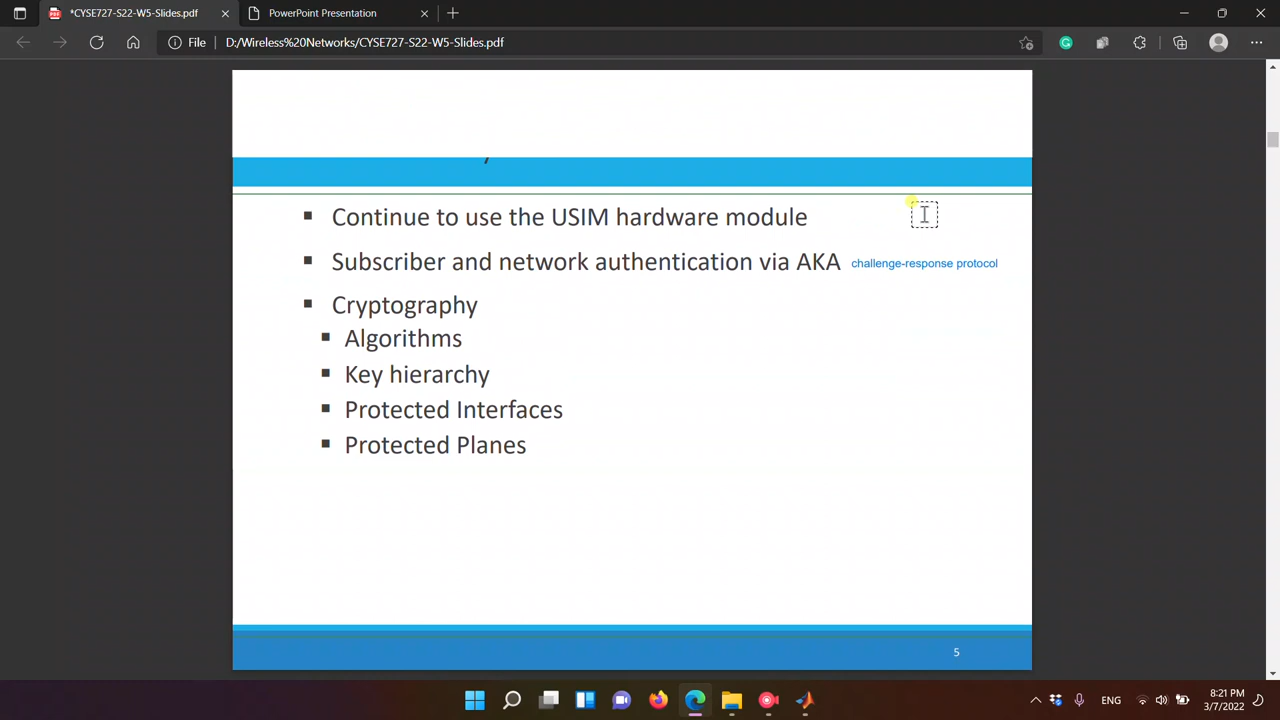 *CYSE727-S22-W5-Slides.pdf
PowerPoint Presentation
File
D:/Wireless%20Networks/CYSE727-S22-W5-Slides.pdf
▪ Continue to use the USIM hardware module
▪ Subscriber and network authentication via AKA challenge-response protocol
▪ Cryptography
▪ Algorithms
▪ Key hierarchy
▪ Protected Interfaces
▪ Protected Planes
5
ENG
8:21 PM
3/7/2022